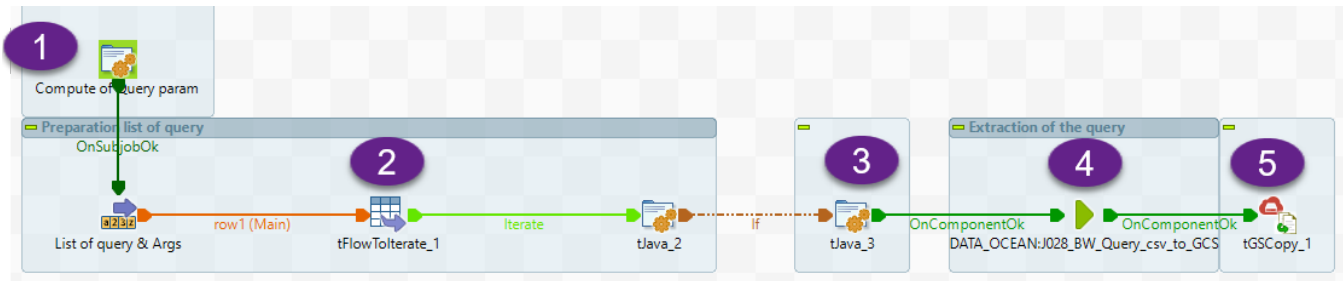 1
Compute of Query param
Preparation list of query
Extraction of the query
OnSubjobOk
2
3
4
5
row1 (Main)
Iterate
If
OnComponentOk
OnComponentOk
List of query & Args
tFlowToIterate_1
tJava_2
tJava_3
DATA_OCEAN:J028_BW_Query_csv_to_GCS
tGSCopy_1